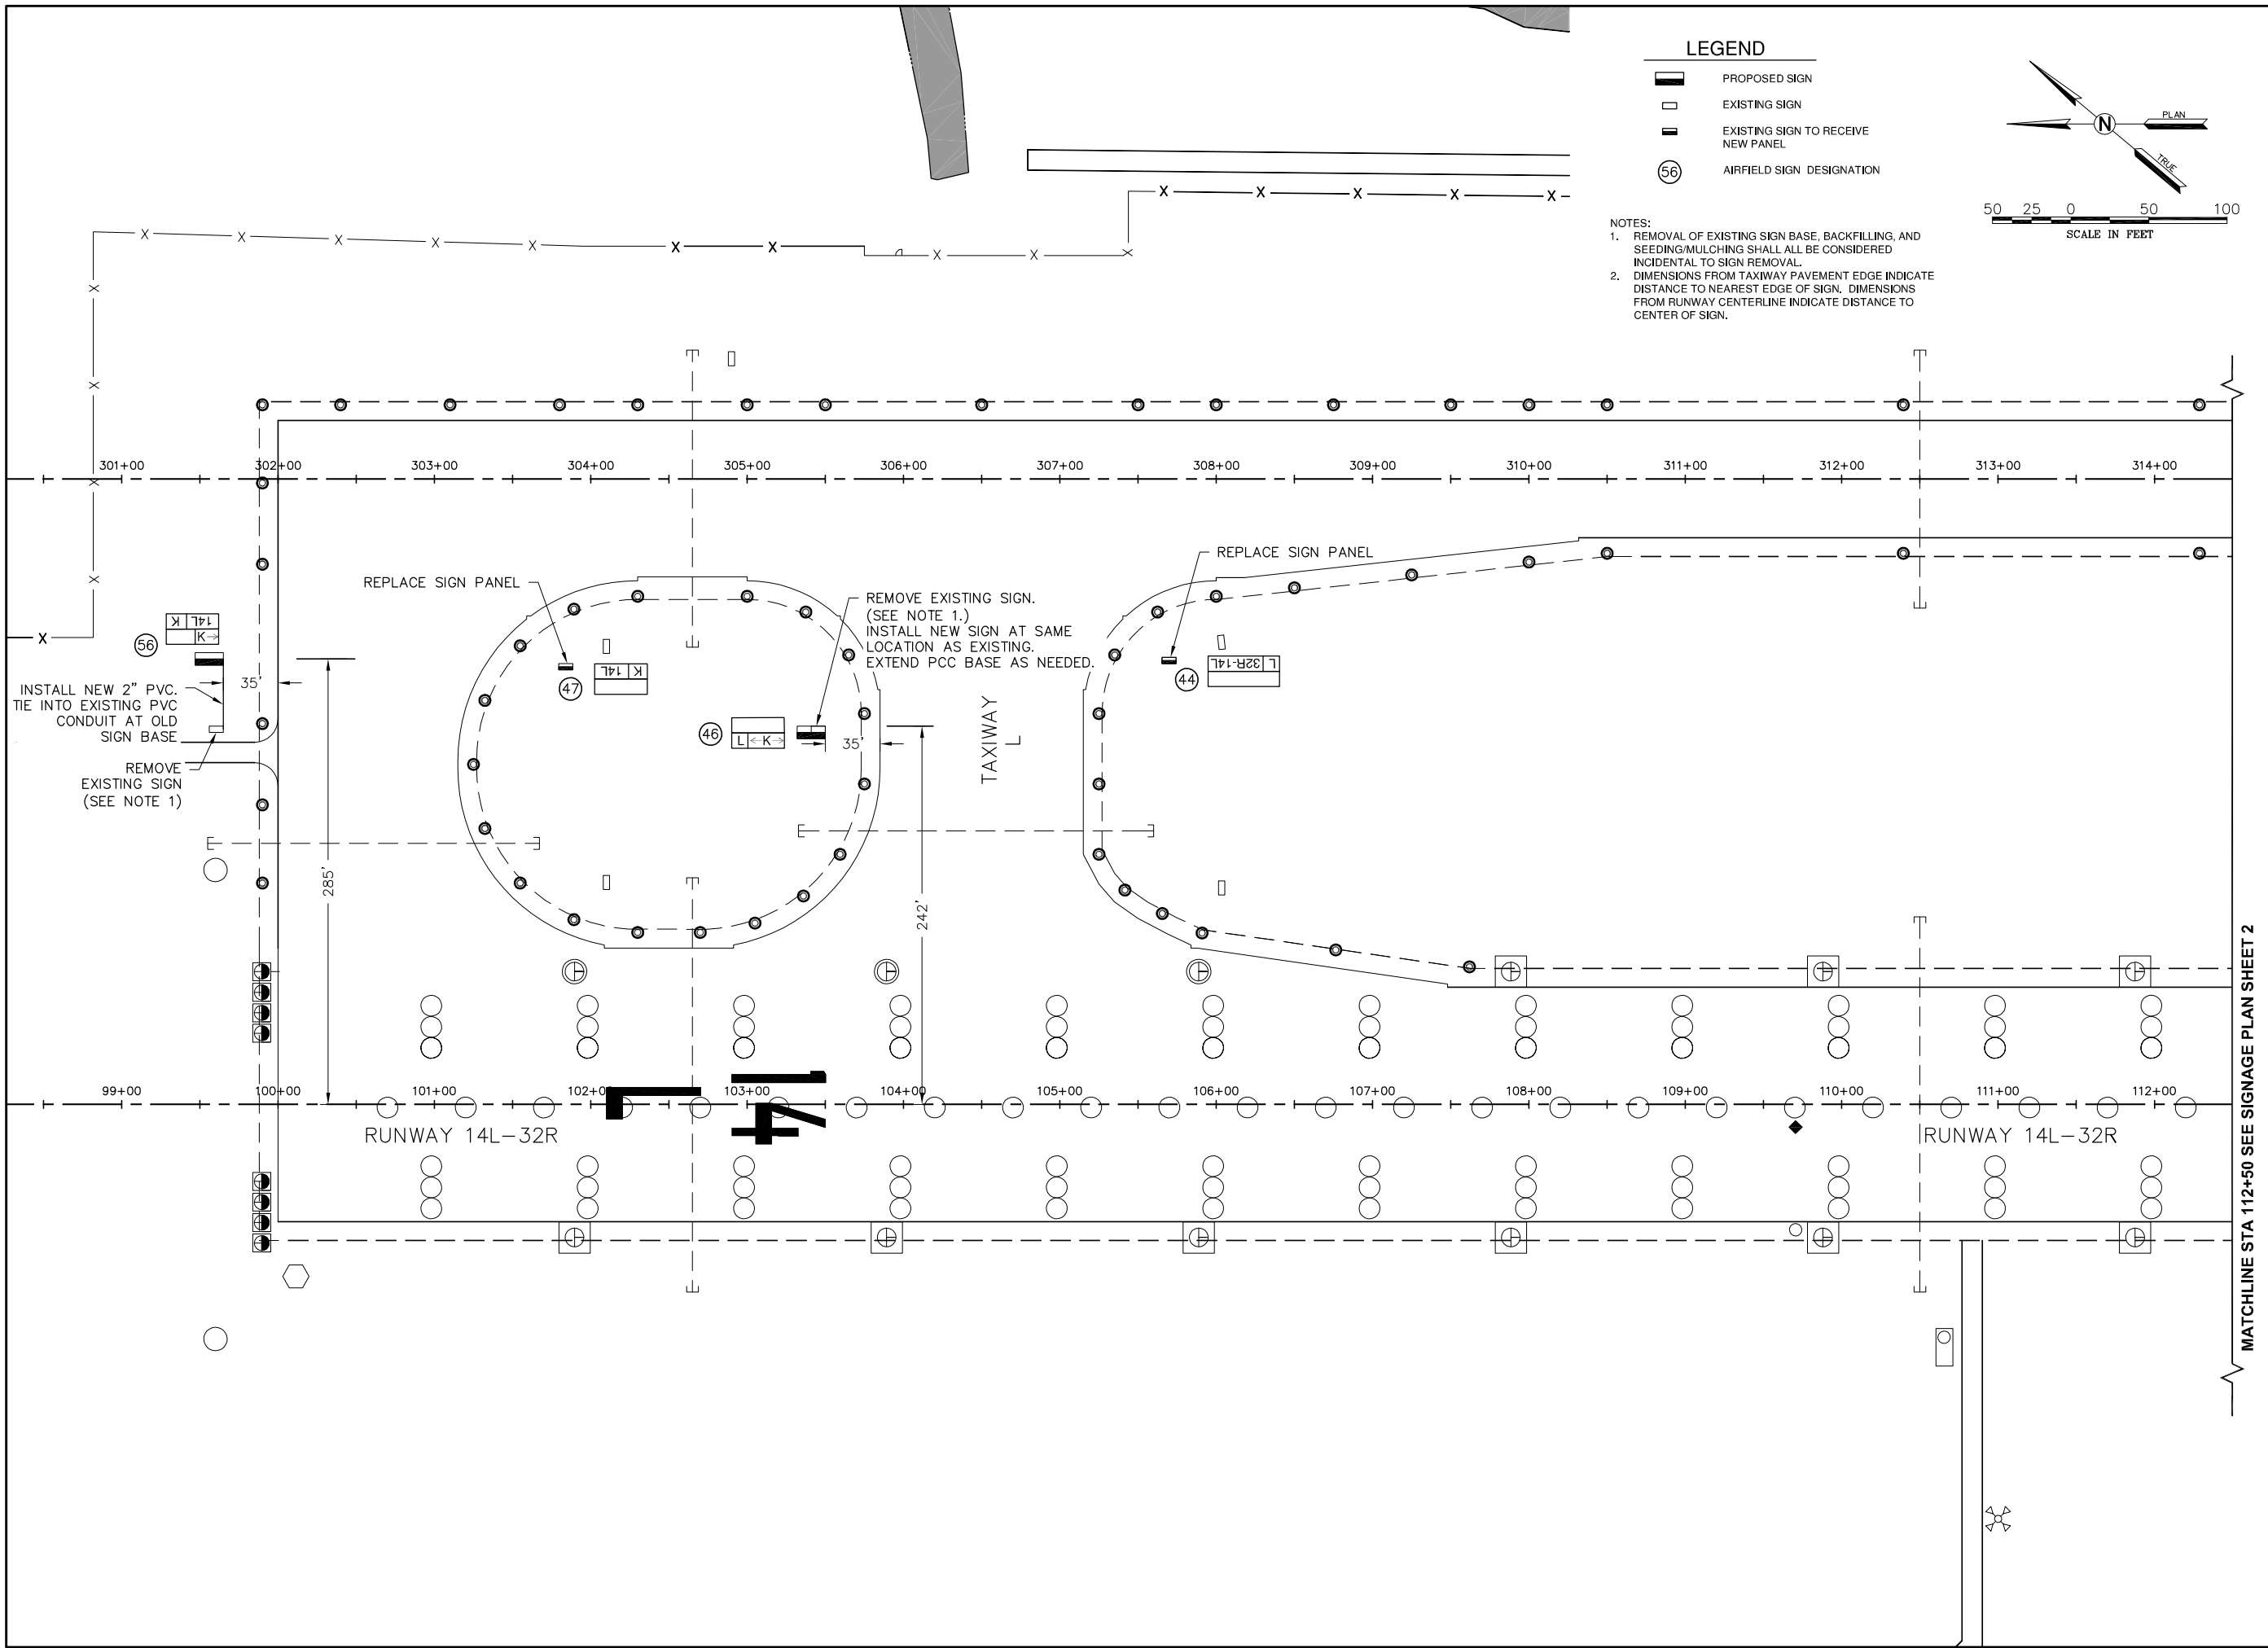 LEGEND
PROPOSED SIGN
EXISTING SIGN
EXISTING SIGN TO RECEIVE
NEW PANEL
56
AIRFIELD SIGN DESIGNATION
N
PLAN
TRUE
50 25 0 50 100
SCALE IN FEET
NOTES:
1. REMOVAL OF EXISTING SIGN BASE, BACKFILLING, AND
SEEDING/MULCHING SHALL ALL BE CONSIDERED
INCIDENTAL TO SIGN REMOVAL.
2. DIMENSIONS FROM TAXIWAY PAVEMENT EDGE INDICATE
DISTANCE TO NEAREST EDGE OF SIGN. DIMENSIONS
FROM RUNWAY CENTERLINE INDICATE DISTANCE TO
CENTER OF SIGN.
X X X X X
X X X X X X X X X
X
X
301+00 302+00 303+00 304+00 305+00 306+00 307+00 308+00 309+00 310+00 311+00 312+00 313+00 314+00
X
X
X
REPLACE SIGN PANEL
REPLACE SIGN PANEL
REMOVE EXISTING SIGN.
(SEE NOTE 1.)
INSTALL NEW SIGN AT SAME
LOCATION AS EXISTING.
EXTEND PCC BASE AS NEEDED.
14L K
K→
56
35'
INSTALL NEW 2" PVC.
TIE INTO EXISTING PVC
CONDUIT AT OLD
SIGN BASE
REMOVE
EXISTING SIGN
(SEE NOTE 1)
47
K 14L
46
L ←K→
35'
44
L 32R-14L
TAXIWAY L
285'
242'
99+00 100+00 101+00 102+00 103+00 104+00 105+00 106+00 107+00 108+00 109+00 110+00 111+00 112+00
L
14
RUNWAY 14L-32R
RUNWAY 14L-32R
MATCHLINE STA 112+50 SEE SIGNAGE PLAN SHEET 2